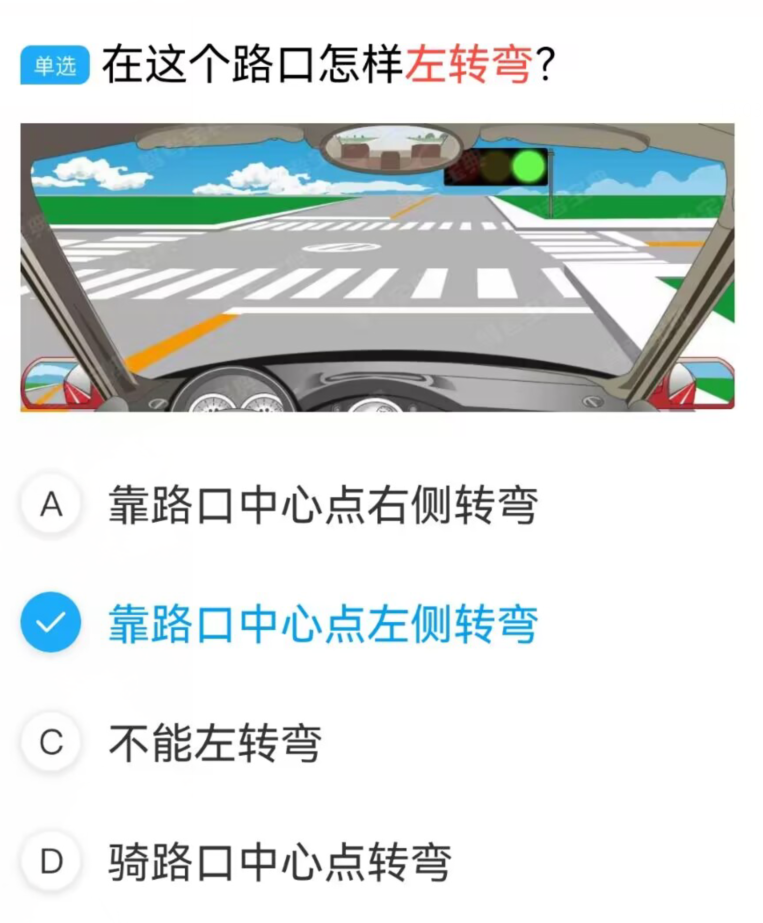 单选 在这个路口怎样左转弯?
A 靠路口中心点右侧转弯
靠路口中心点左侧转弯
C 不能左转弯
D 骑路口中心点转弯